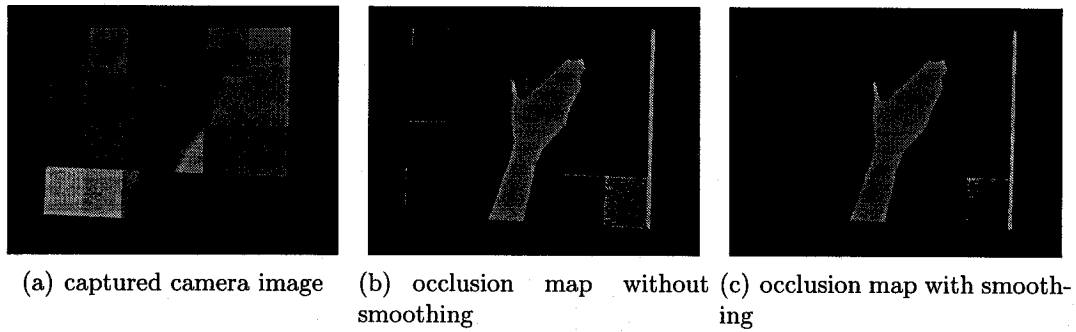 (a) captured camera image
(b) occlusion map without
smoothing
(c) occlusion map with smooth-
ing